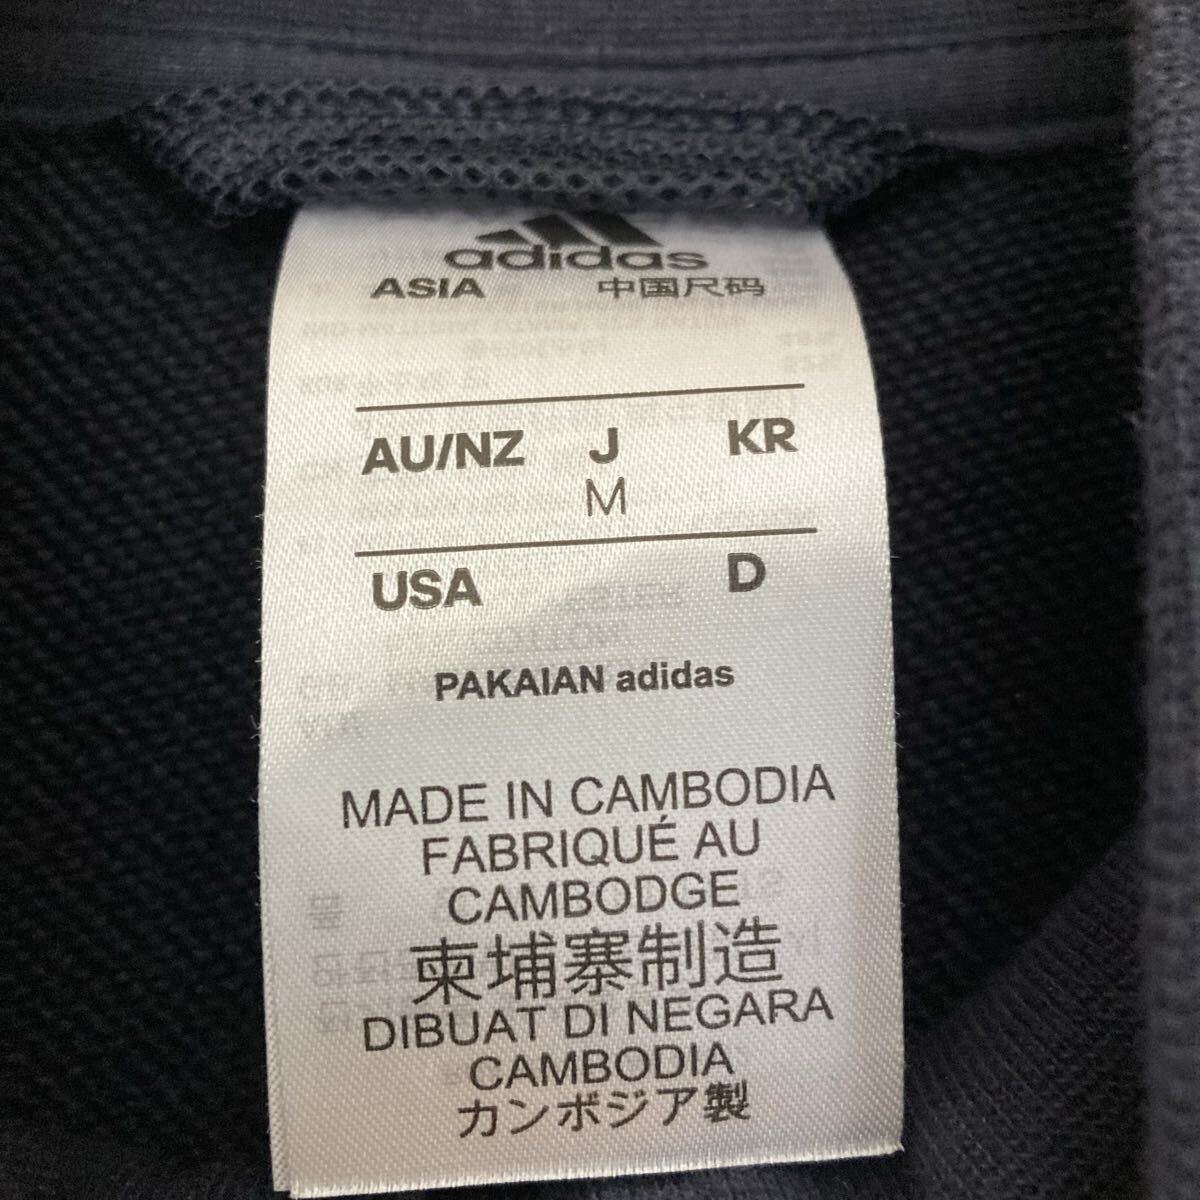 adidas
ASIA 中国尺码
AU/NZ J KR
M
USA D
PAKAIAN adidas
MADE IN CAMBODIA
FABRIQUÉ AU
CAMBODGE
柬埔寨制造
DIBUAT DI NEGARA
CAMBODIA
カンボジア製